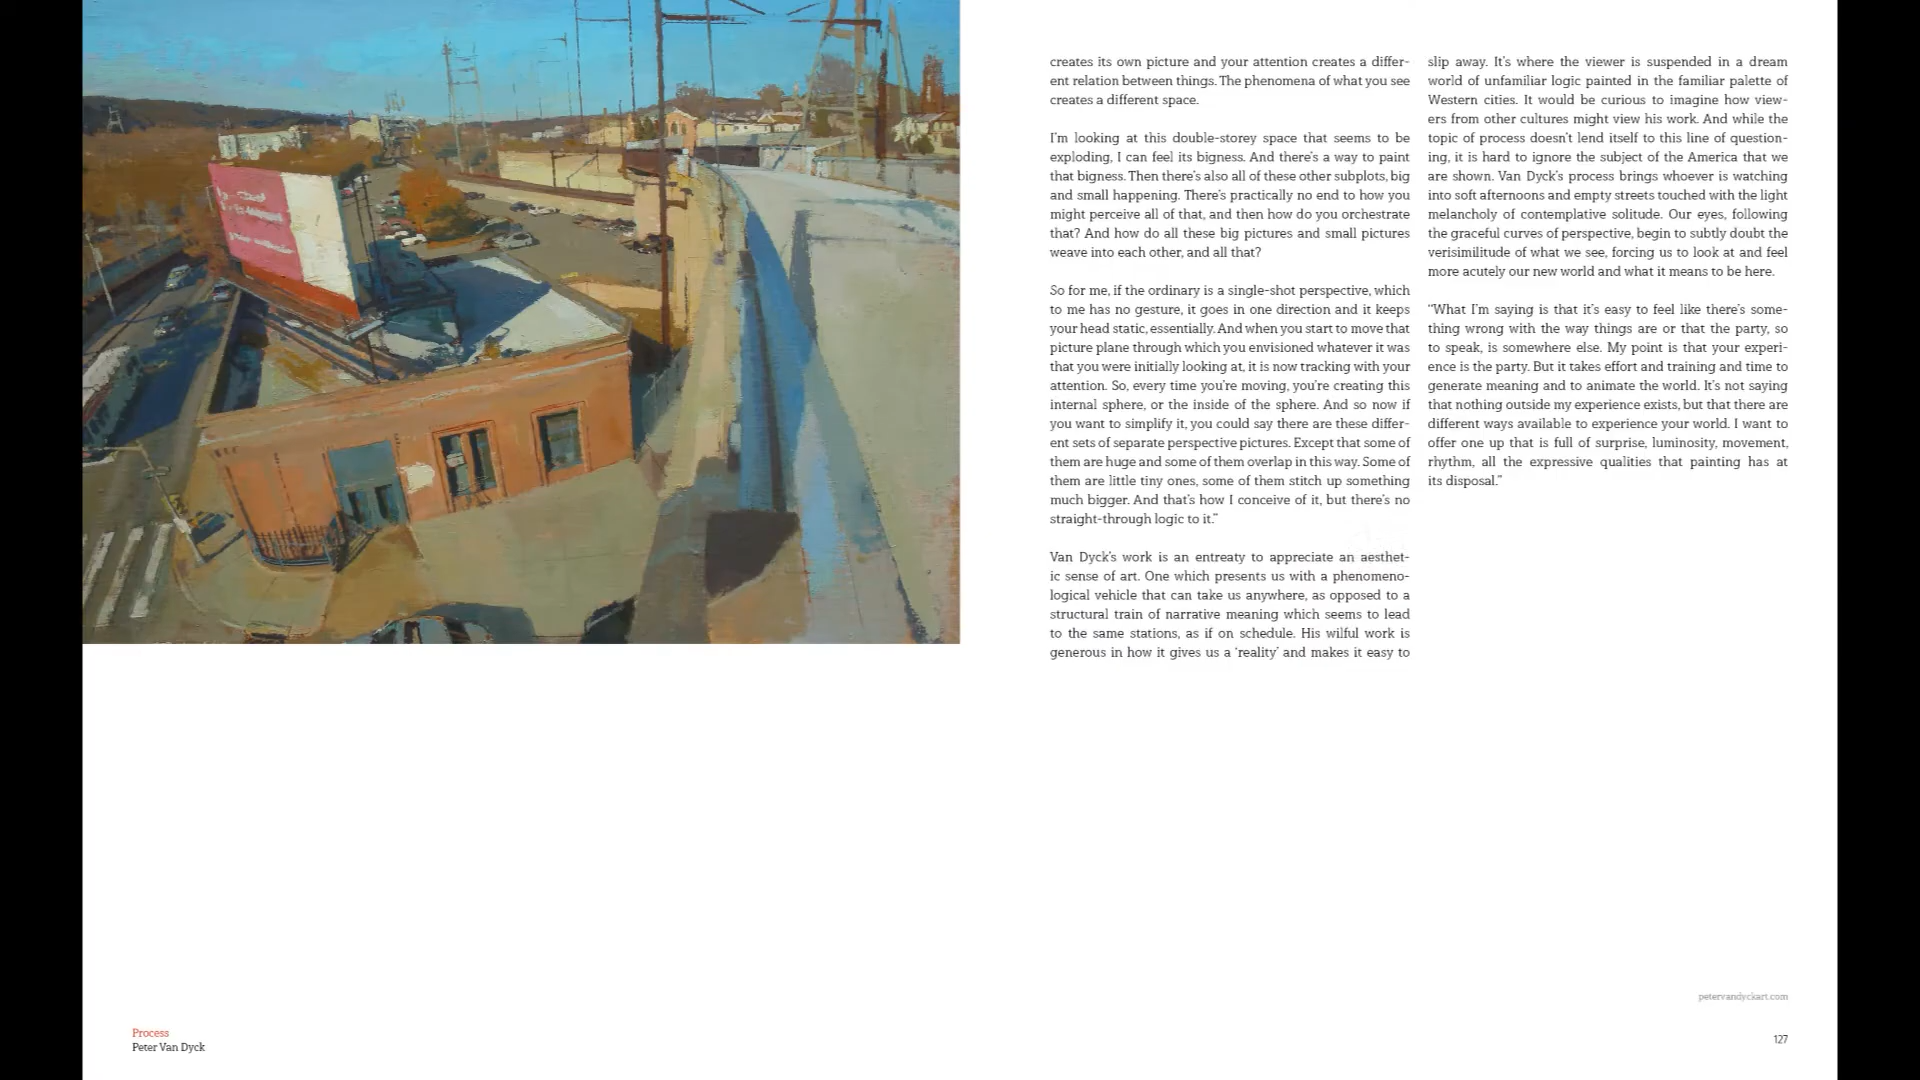 creates its own picture and your attention creates a differ-
ent relation between things. The phenomena of what you see
creates a different space.
I'm looking at this double-storey space that seems to be
exploding, I can feel its bigness. And there's a way to paint
that bigness. Then there's also all of these other subplots, big
and small happening. There's practically no end to how you
might perceive all of that, and then how do you orchestrate
that? And how do all these big pictures and small pictures
weave into each other, and all that?
So for me, if the ordinary is a single-shot perspective, which
to me has no gesture, it goes in one direction and it keeps
your head static, essentially. And when you start to move that
picture plane through which you envisioned whatever it was
that you were initially looking at, it is now tracking with your
attention. So, every time you're moving, you're creating this
internal sphere, or the inside of the sphere. And so now if
you want to simplify it, you could say there are these differ-
ent sets of separate perspective pictures. Except that some of
them are huge and some of them overlap in this way. Some of
them are little tiny ones, some of them stitch up something
much bigger. And that's how I conceive of it, but there's no
straight-through logic to it."
Van Dyck's work is an entreaty to appreciate an aesthet-
ic sense of art. One which presents us with a phenomeno-
logical vehicle that can take us anywhere, as opposed to a
structural train of narrative meaning which seems to lead
to the same stations, as if on schedule. His wilful work is
generous in how it gives us a 'reality' and makes it easy to
slip away. It's where the viewer is suspended in a dream
world of unfamiliar logic painted in the familiar palette of
Western cities. It would be curious to imagine how view-
ers from other cultures might view his work. And while the
topic of process doesn't lend itself to this line of question-
ing, it is hard to ignore the subject of the America that we
are shown. Van Dyck's process brings whoever is watching
into soft afternoons and empty streets touched with the light
melancholy of contemplative solitude. Our eyes, following
the graceful curves of perspective, begin to subtly doubt the
verisimilitude of what we see, forcing us to look at and feel
more acutely our new world and what it means to be here.
"What I'm saying is that it's easy to feel like there's some-
thing wrong with the way things are or that the party, so
to speak, is somewhere else. My point is that your experi-
ence is the party. But it takes effort and training and time to
generate meaning and to animate the world. It's not saying
that nothing outside my experience exists, but that there are
different ways available to experience your world. I want to
offer one up that is full of surprise, luminosity, movement,
rhythm, all the expressive qualities that painting has at
its disposal."
petervandyckart.com
Process
Peter Van Dyck
127